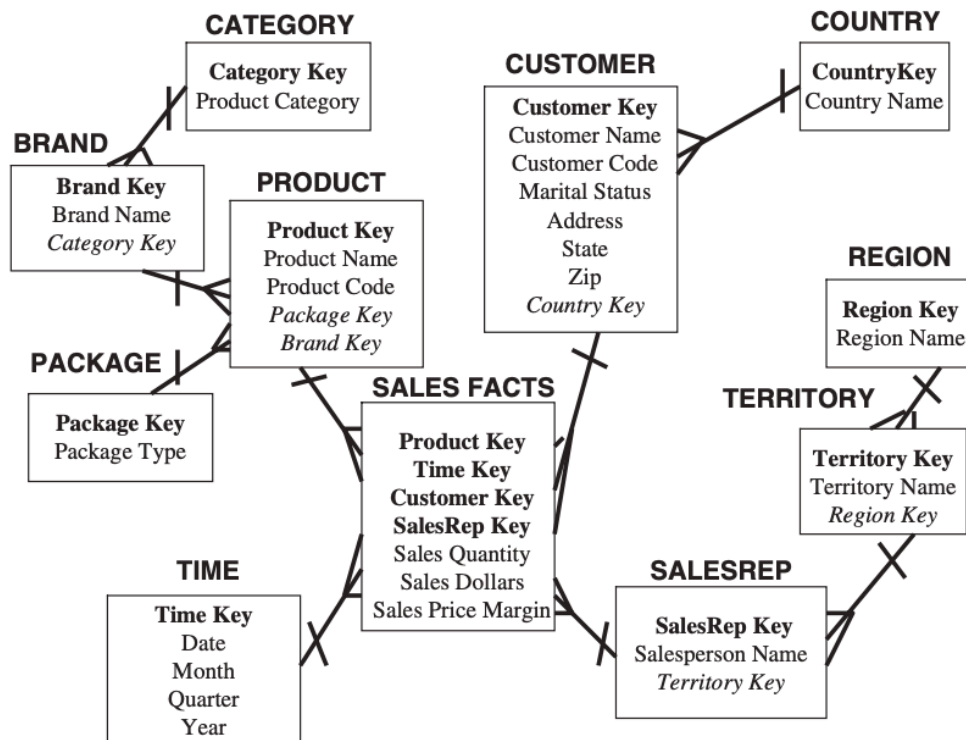 CATEGORY
Category Key
Product Category
BRAND
Brand Key
Brand Name
Category Key
PRODUCT
Product Key
Product Name
Product Code
Package Key
Brand Key
PACKAGE
Package Key
Package Type
CUSTOMER
Customer Key
Customer Name
Customer Code
Marital Status
Address
State
Zip
Country Key
COUNTRY
CountryKey
Country Name
REGION
Region Key
Region Name
TERRITORY
Territory Key
Territory Name
Region Key
SALES FACTS
Product Key
Time Key
Customer Key
SalesRep Key
Sales Quantity
Sales Dollars
Sales Price Margin
TIME
Time Key
Date
Month
Quarter
Year
SALESREP
SalesRep Key
Salesperson Name
Territory Key